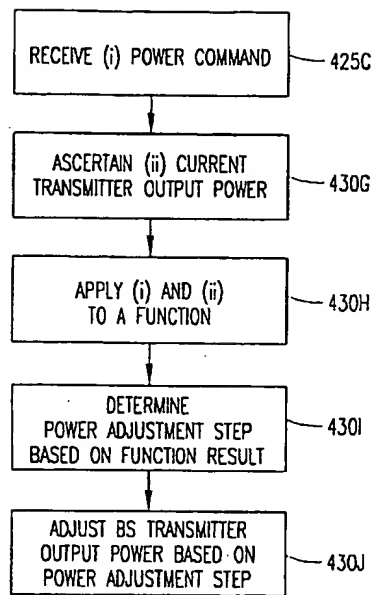 RECEIVE (i) POWER COMMAND
425C
ASCERTAIN (ii) CURRENT
TRANSMITTER OUTPUT POWER
430G
APPLY (i) AND (ii)
TO A FUNCTION
430H
DETERMINE
POWER ADJUSTMENT STEP
BASED ON FUNCTION RESULT
430I
ADJUST BS TRANSMITTER
OUTPUT POWER BASED ON
POWER ADJUSTMENT STEP
430J